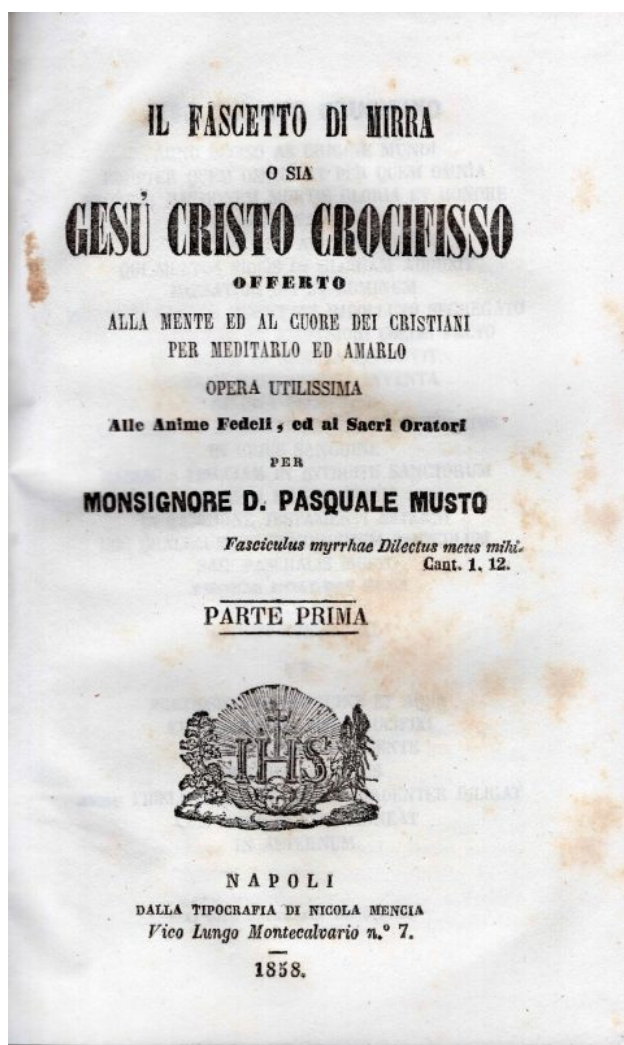 IL FASCETTO DI MIRRA
O SIA
GESÙ CRISTO CROCIFISSO
OFFERTO
ALLA MENTE ED AL CUORE DEI CRISTIANI
PER MEDITARLO ED AMARLO
OPERA UTILISSIMA
Alle Anime Fedeli, ed ai Sacri Oratori
PER
MONSIGNORE D. PASQUALE MUSTO
Fasciculus myrrhae Dilectus meus mihi.
Cant. 1. 12.
PARTE PRIMA
IHS
NAPOLI
DALLA TIPOGRAFIA DI NICOLA MENCIA
Vico Lungo Montecalvario n.° 7.
1858.